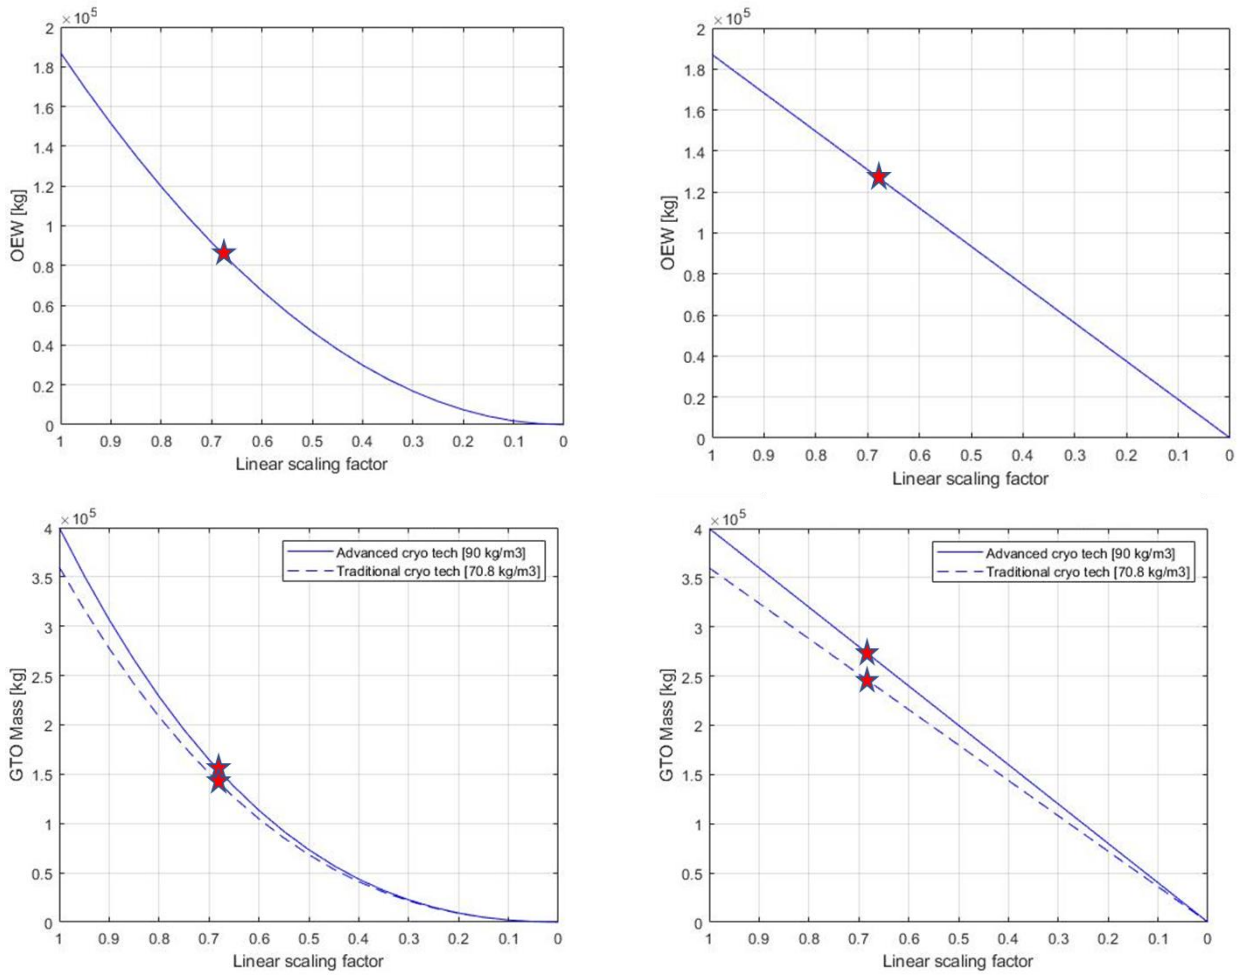 × 10^5
2
1.8
1.6
1.4
1.2
1
0.8
0.6
0.4
0.2
0
OEW [kg]
1 0.9 0.8 0.7 0.6 0.5 0.4 0.3 0.2 0.1 0
Linear scaling factor
× 10^5
2
1.8
1.6
1.4
1.2
1
0.8
0.6
0.4
0.2
0
OEW [kg]
1 0.9 0.8 0.7 0.6 0.5 0.4 0.3 0.2 0.1 0
Linear scaling factor
× 10^5
4
3.5
3
2.5
2
1.5
1
0.5
0
GTO Mass [kg]
Advanced cryo tech [90 kg/m3]
Traditional cryo tech [70.8 kg/m3]
1 0.9 0.8 0.7 0.6 0.5 0.4 0.3 0.2 0.1 0
Linear scaling factor
× 10^5
4
3.5
3
2.5
2
1.5
1
0.5
0
GTO Mass [kg]
Advanced cryo tech [90 kg/m3]
Traditional cryo tech [70.8 kg/m3]
1 0.9 0.8 0.7 0.6 0.5 0.4 0.3 0.2 0.1 0
Linear scaling factor